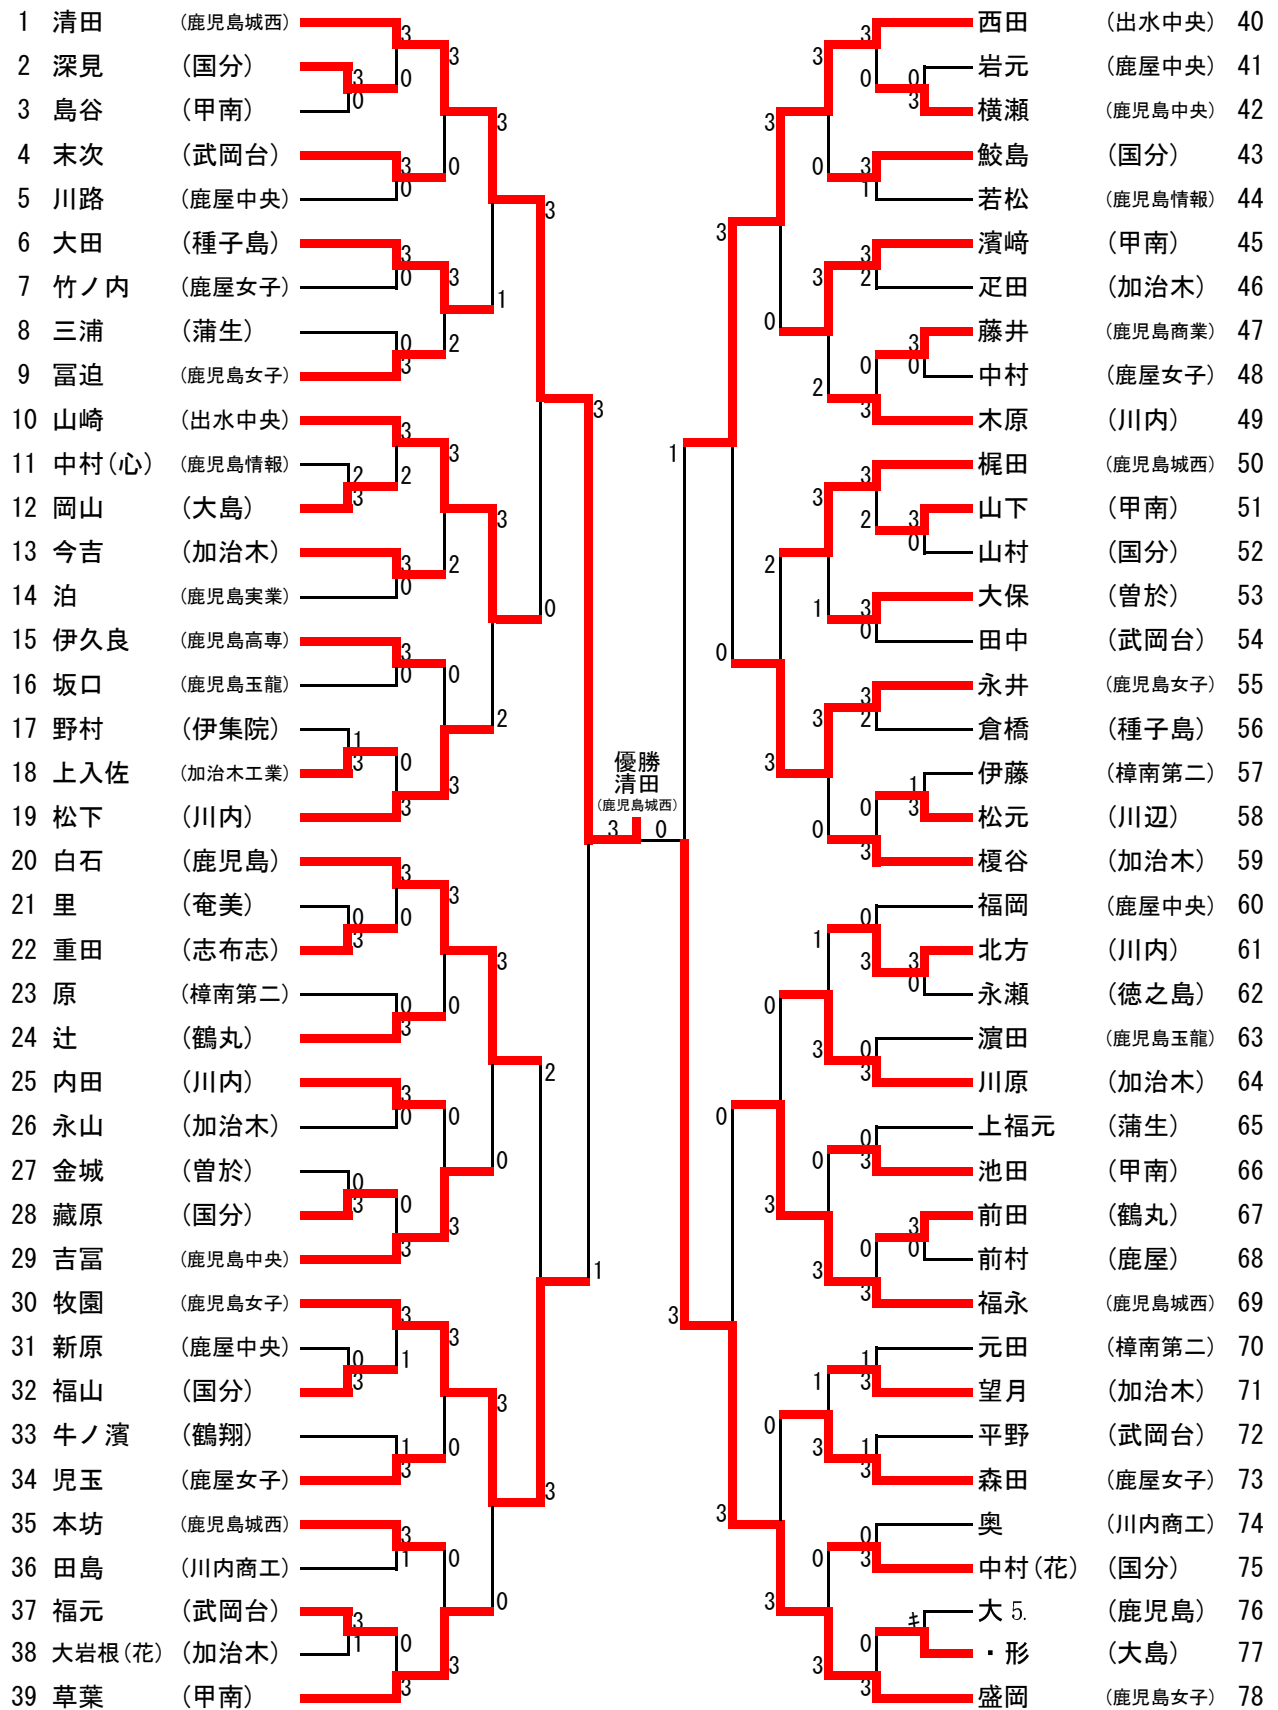 1 清田 (鹿児島城西)
2 深見 (国分)
3 島谷 (甲南)
4 末次 (武岡台)
5 川路 (鹿屋中央)
6 大田 (種子島)
7 竹ノ内 (鹿屋女子)
8 三浦 (蒲生)
9 冨迫 (鹿児島女子)
10 山崎 (出水中央)
11 中村(心) (鹿児島情報)
12 岡山 (大島)
13 今吉 (加治木)
14 泊 (鹿児島実業)
15 伊久良 (鹿児島高専)
16 坂口 (鹿児島玉龍)
17 野村 (伊集院)
18 上入佐 (加治木工業)
19 松下 (川内)
20 白石 (鹿児島)
21 里 (奄美)
22 重田 (志布志)
23 原 (樟南第二)
24 辻 (鶴丸)
25 内田 (川内)
26 永山 (加治木)
27 金城 (曽於)
28 藏原 (国分)
29 吉冨 (鹿児島中央)
30 牧園 (鹿児島女子)
31 新原 (鹿屋中央)
32 福山 (国分)
33 牛ノ濱 (鶴翔)
34 児玉 (鹿屋女子)
35 本坊 (鹿児島城西)
36 田島 (川内商工)
37 福元 (武岡台)
38 大岩根(花) (加治木)
39 草葉 (甲南)
優勝
清田
(鹿児島城西)
3 0
西田 (出水中央) 40
岩元 (鹿屋中央) 41
横瀬 (鹿児島中央) 42
鮫島 (国分) 43
若松 (鹿児島情報) 44
濱﨑 (甲南) 45
疋田 (加治木) 46
藤井 (鹿児島商業) 47
中村 (鹿屋女子) 48
木原 (川内) 49
梶田 (鹿児島城西) 50
山下 (甲南) 51
山村 (国分) 52
大保 (曽於) 53
田中 (武岡台) 54
永井 (鹿児島女子) 55
倉橋 (種子島) 56
伊藤 (樟南第二) 57
松元 (川辺) 58
榎谷 (加治木) 59
福岡 (鹿屋中央) 60
北方 (川内) 61
永瀬 (徳之島) 62
濵田 (鹿児島玉龍) 63
川原 (加治木) 64
上福元 (蒲生) 65
池田 (甲南) 66
前田 (鶴丸) 67
前村 (鹿屋) 68
福永 (鹿児島城西) 69
元田 (樟南第二) 70
望月 (加治木) 71
平野 (武岡台) 72
森田 (鹿屋女子) 73
奥 (川内商工) 74
中村(花) (国分) 75
大 5. (鹿児島) 76
・形 (大島) 77
盛岡 (鹿児島女子) 78